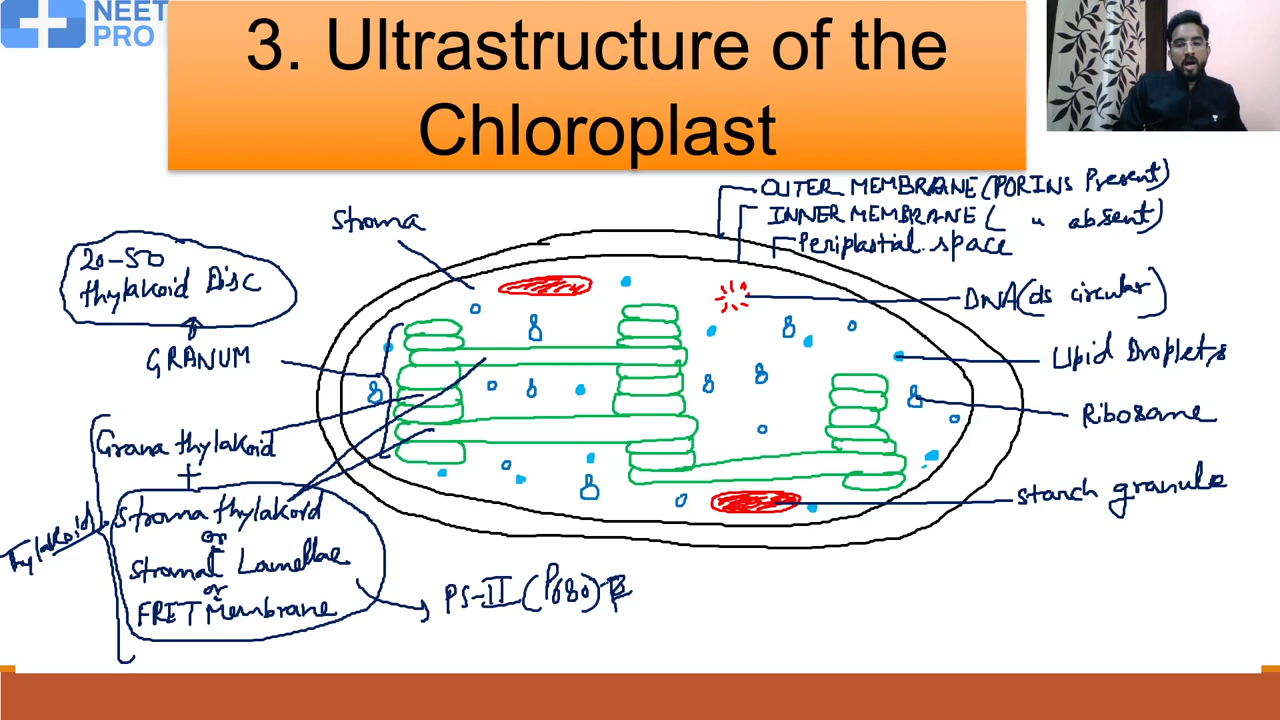 NEET
PRO
3. Ultrastructure of the
Chloroplast
OUTER MEMBRANE (PORINS Present)
INNER MEMBRANE ( " absent)
Periplastial space
Stroma
20-50
thylakoid Disc
GRANUM
DNA (ds circular)
Lipid Droplets
Ribosome
Starch granule
Grana thylakoid
+
Thylakoid
Stroma thylakoid
or
Stromal Lamellae
or
FRET Membrane
PS-II (P680)